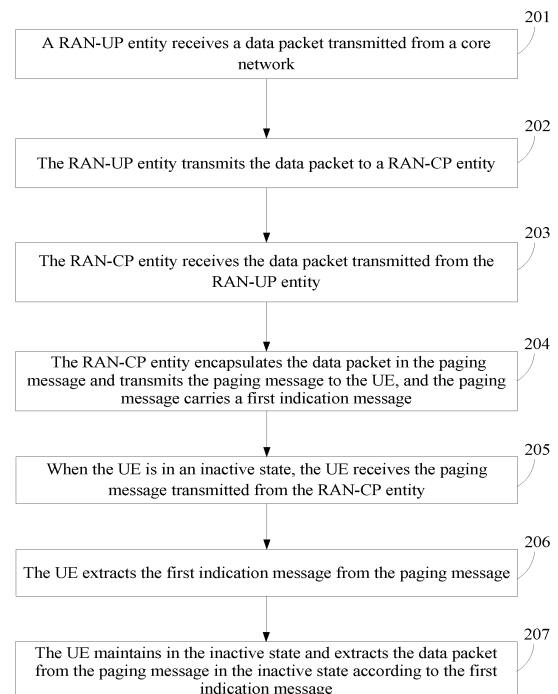 201
A RAN-UP entity receives a data packet transmitted from a core
network
202
The RAN-UP entity transmits the data packet to a RAN-CP entity
203
The RAN-CP entity receives the data packet transmitted from the
RAN-UP entity
204
The RAN-CP entity encapsulates the data packet in the paging
message and transmits the paging message to the UE, and the paging
message carries a first indication message
205
When the UE is in an inactive state, the UE receives the paging
message transmitted from the RAN-CP entity
206
The UE extracts the first indication message from the paging message
207
The UE maintains in the inactive state and extracts the data packet
from the paging message in the inactive state according to the first
indication message